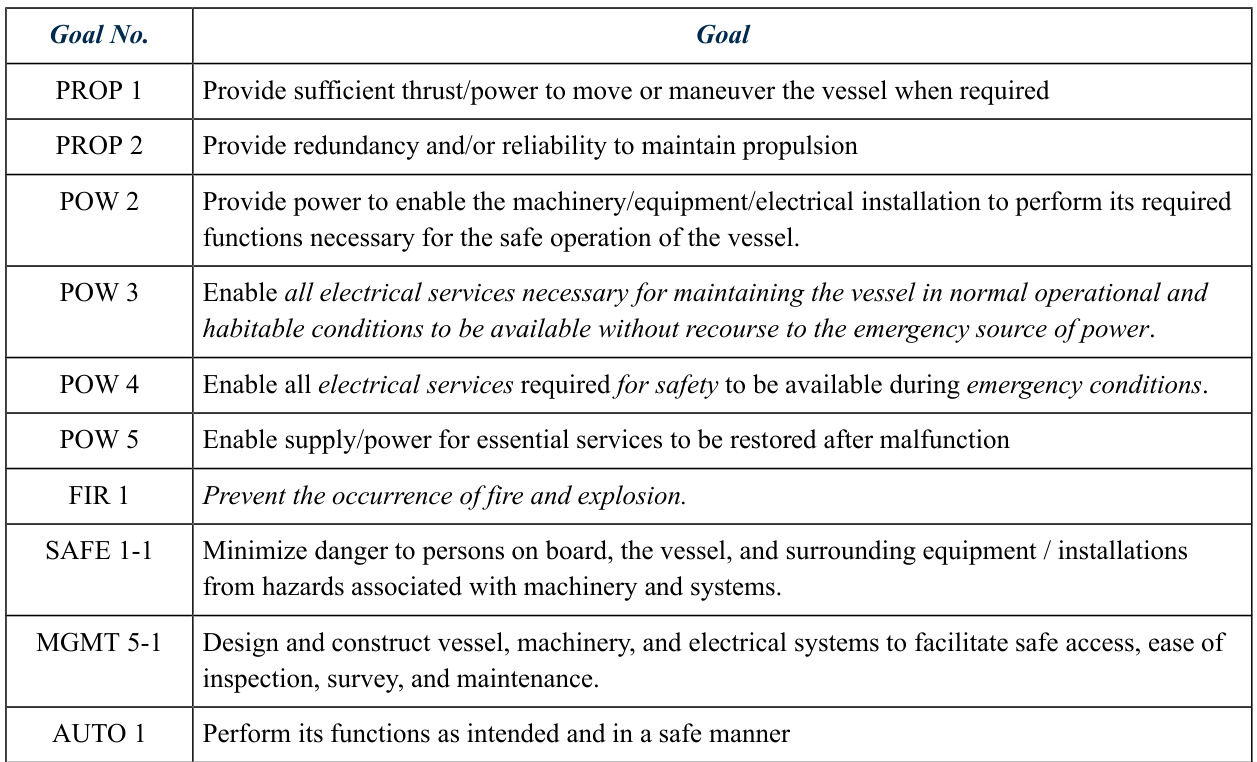 Goal No. Goal
PROP 1 Provide sufficient thrust/power to move or maneuver the vessel when required
PROP 2 Provide redundancy and/or reliability to maintain propulsion
POW 2 Provide power to enable the machinery/equipment/electrical installation to perform its required
functions necessary for the safe operation of the vessel.
POW 3 Enable all electrical services necessary for maintaining the vessel in normal operational and
habitable conditions to be available without recourse to the emergency source of power.
POW 4 Enable all electrical services required for safety to be available during emergency conditions.
POW 5 Enable supply/power for essential services to be restored after malfunction
FIR 1 Prevent the occurrence of fire and explosion.
SAFE 1-1 Minimize danger to persons on board, the vessel, and surrounding equipment / installations
from hazards associated with machinery and systems.
MGMT 5-1 Design and construct vessel, machinery, and electrical systems to facilitate safe access, ease of
inspection, survey, and maintenance.
AUTO 1 Perform its functions as intended and in a safe manner